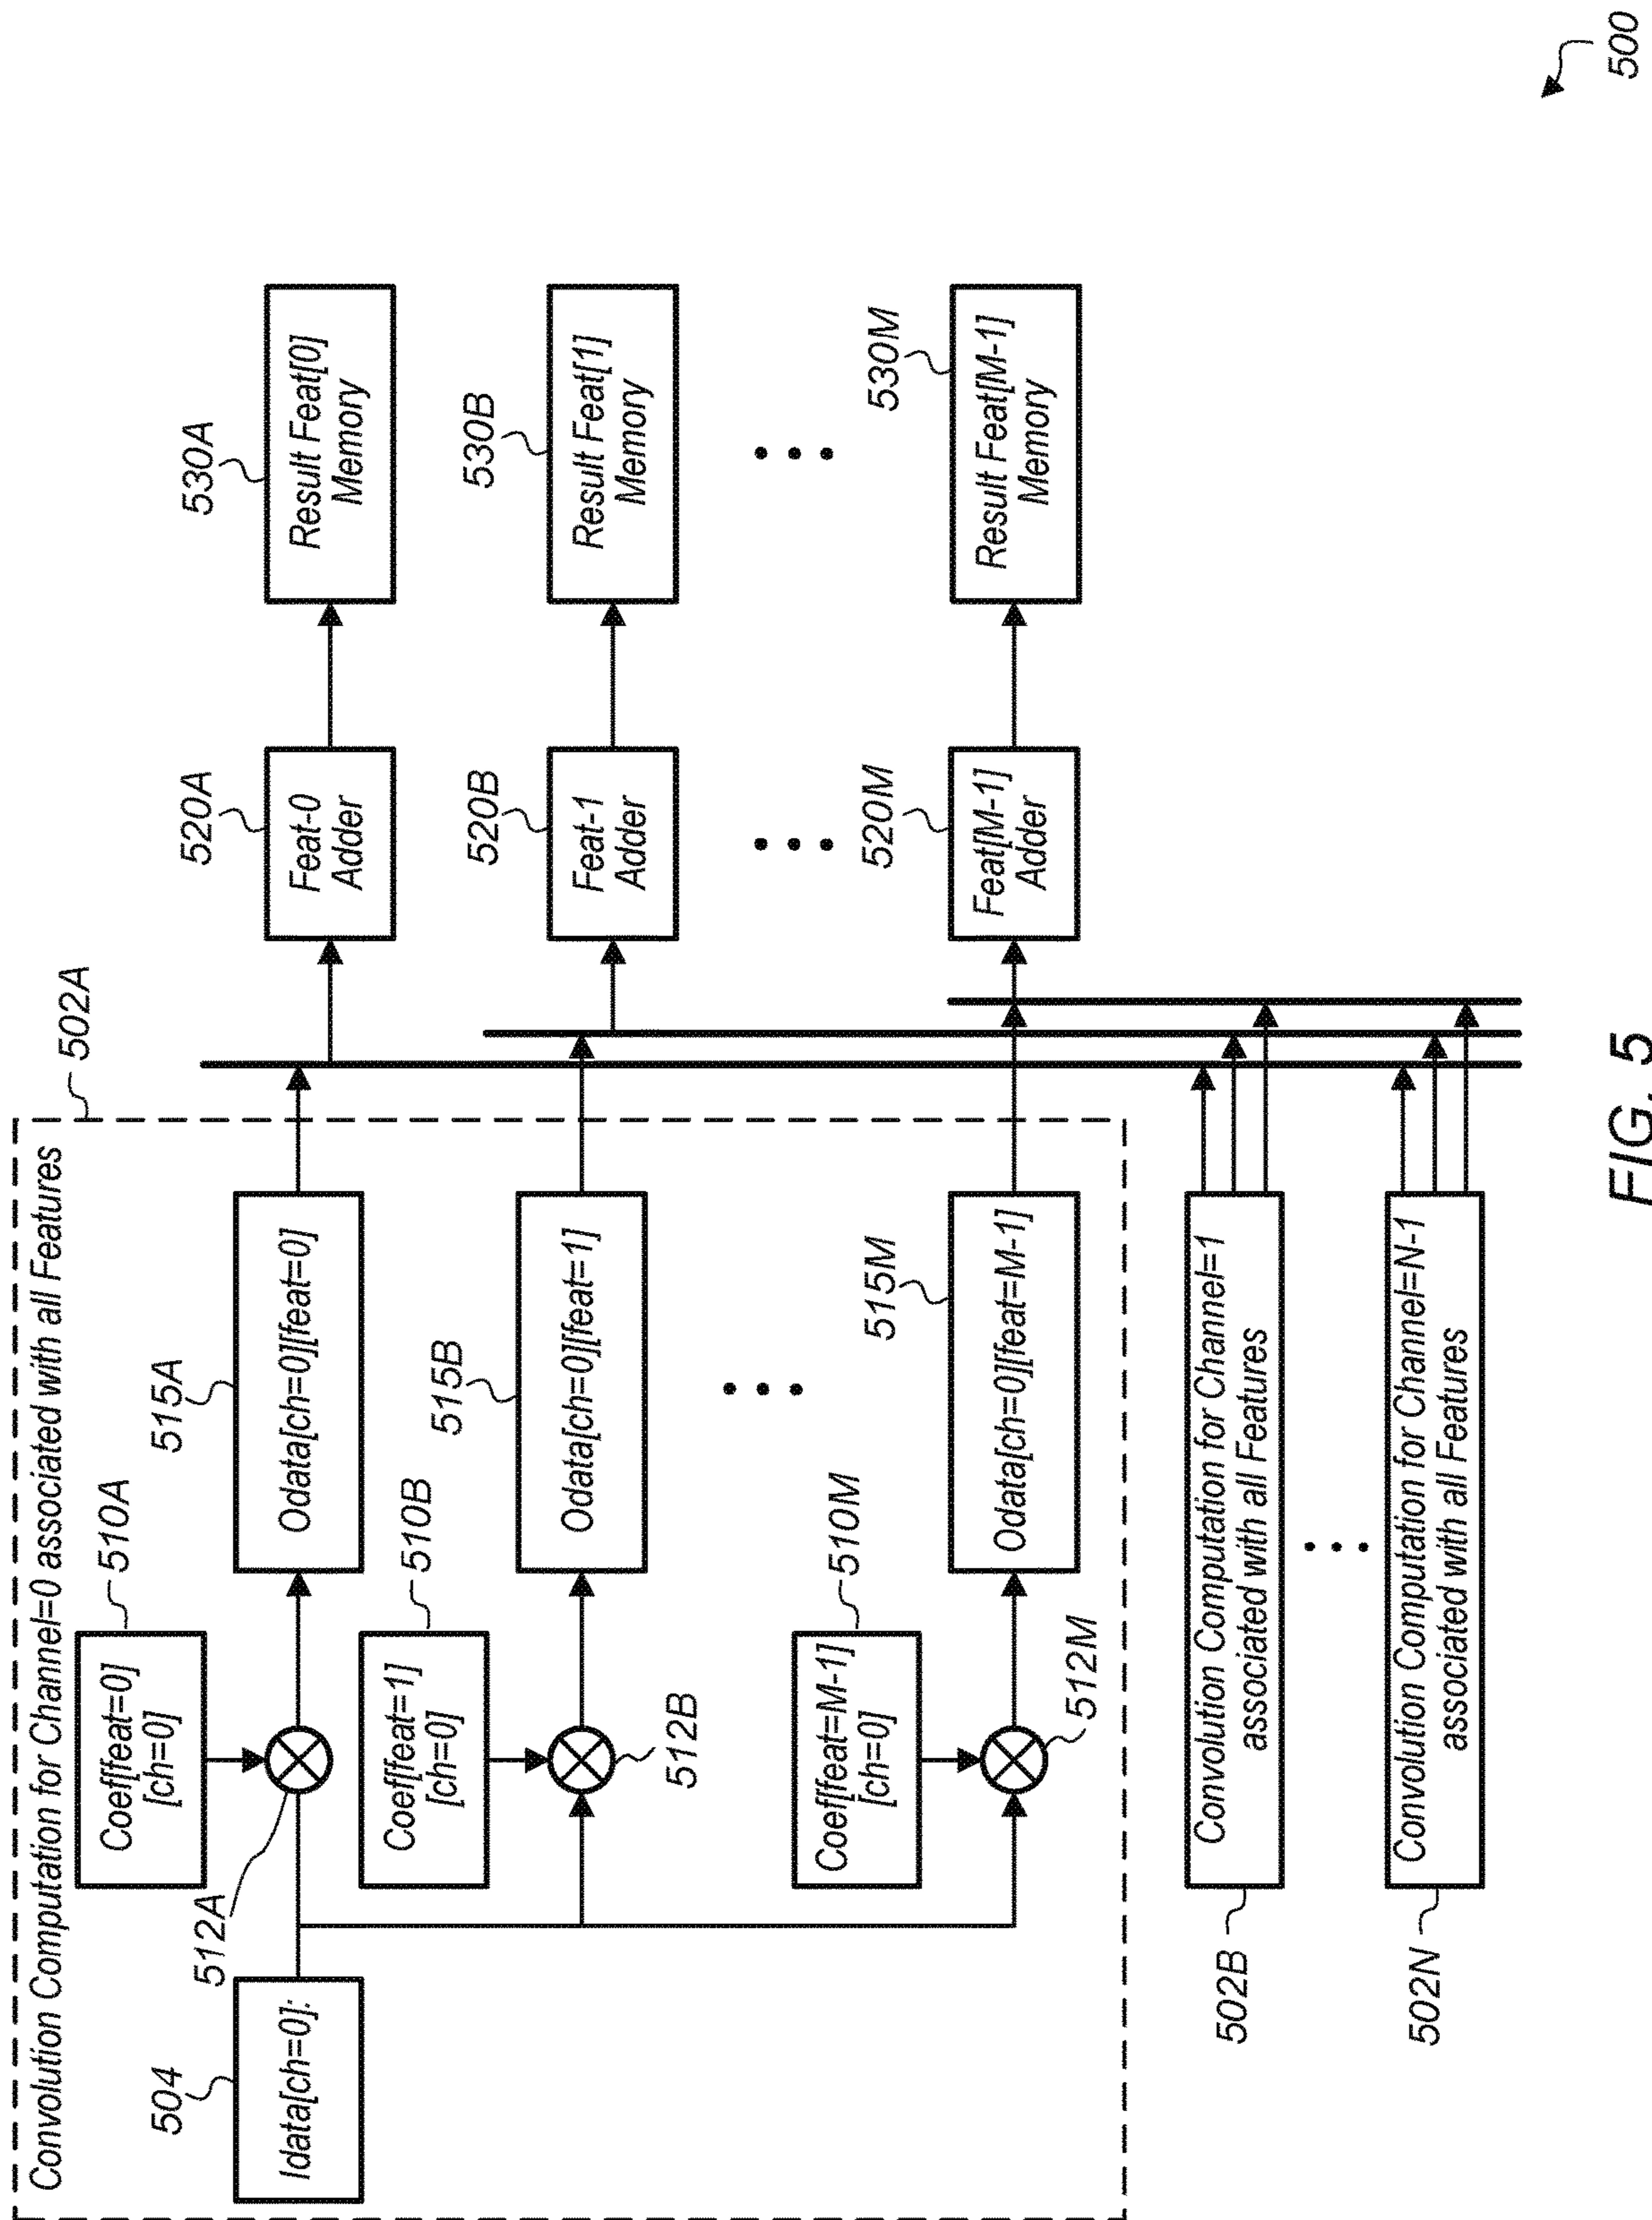 Convolution Computation for Channel=0 associated with all Features
502A
504
Idata[ch=0]:
512A
Coef[feat=0]
[ch=0]
510A
515A
Odata[ch=0][feat=0]
520A
Feat-0
Adder
530A
Result Feat[0]
Memory
Coef[feat=1]
[ch=0]
510B
512B
515B
Odata[ch=0][feat=1]
520B
Feat-1
Adder
530B
Result Feat[1]
Memory
Coef[feat=M-1]
[ch=0]
510M
512M
515M
Odata[ch=0][feat=M-1]
520M
Feat[M-1]
Adder
530M
Result Feat[M-1]
Memory
502B
Convolution Computation for Channel=1
associated with all Features
502N
Convolution Computation for Channel=N-1
associated with all Features
FIG. 5
500